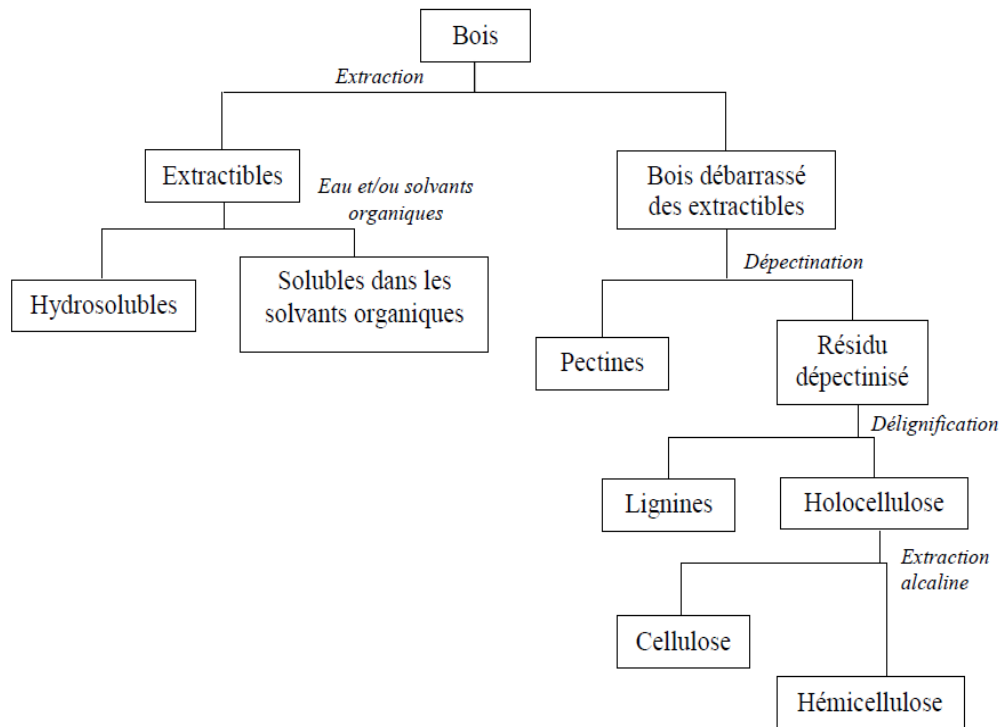 Bois
Extraction
Extractibles
Eau et/ou solvants
organiques
Bois débarrassé
des extractibles
Hydrosolubles
Solubles dans les
solvants organiques
Dépectination
Pectines
Résidu
dépectinisé
Délignification
Lignines
Holocellulose
Extraction
alcaline
Cellulose
Hémicellulose